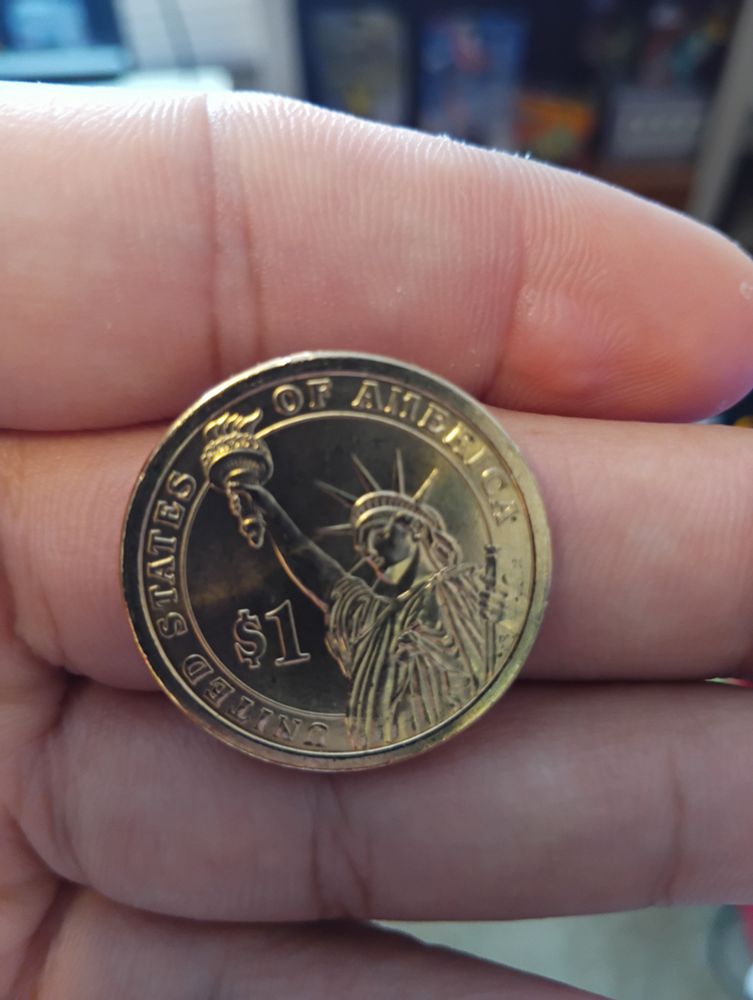 UNITED STATES OF AMERICA
$1